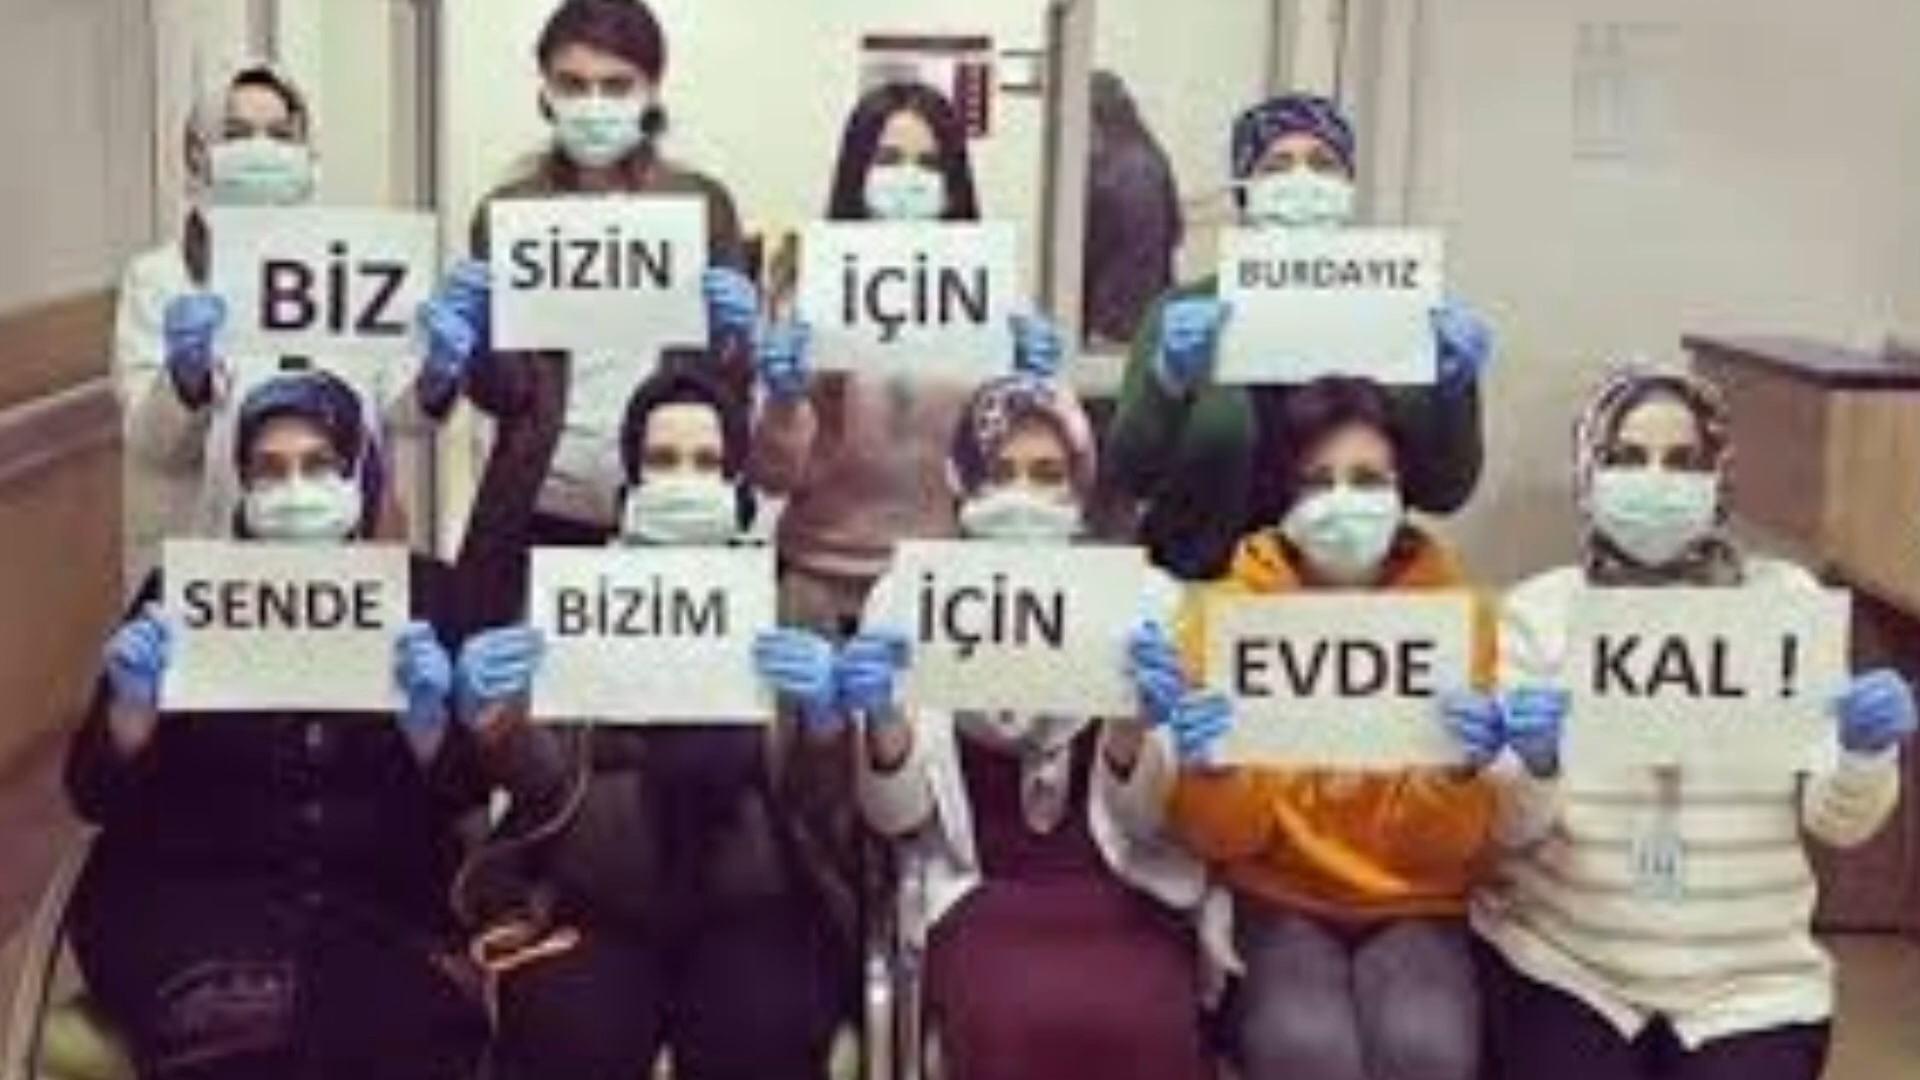 BİZ SİZİN İÇİN BURDAYIZ
SENDE BİZİM İÇİN EVDE KAL !